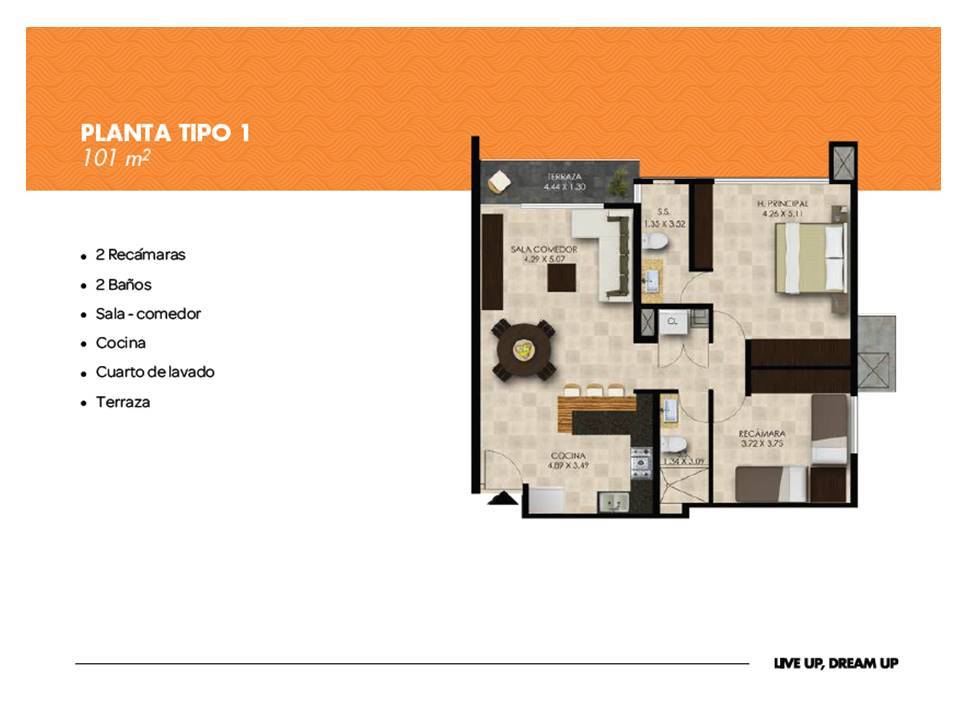 PLANTA TIPO 1
101 m²
TERRAZA
4.44 X 1.30
S.S.
1.35 X 3.52
H. PRINCIPAL
4.26 X 5.11
• 2 Recámaras
• 2 Baños
• Sala - comedor
• Cocina
• Cuarto de lavado
• Terraza
SALA COMEDOR
4.29 X 5.07
CL
RECÁMARA
3.72 X 3.75
COCINA
4.89 X 3.49
1.34 X 3.09
LIVE UP, DREAM UP